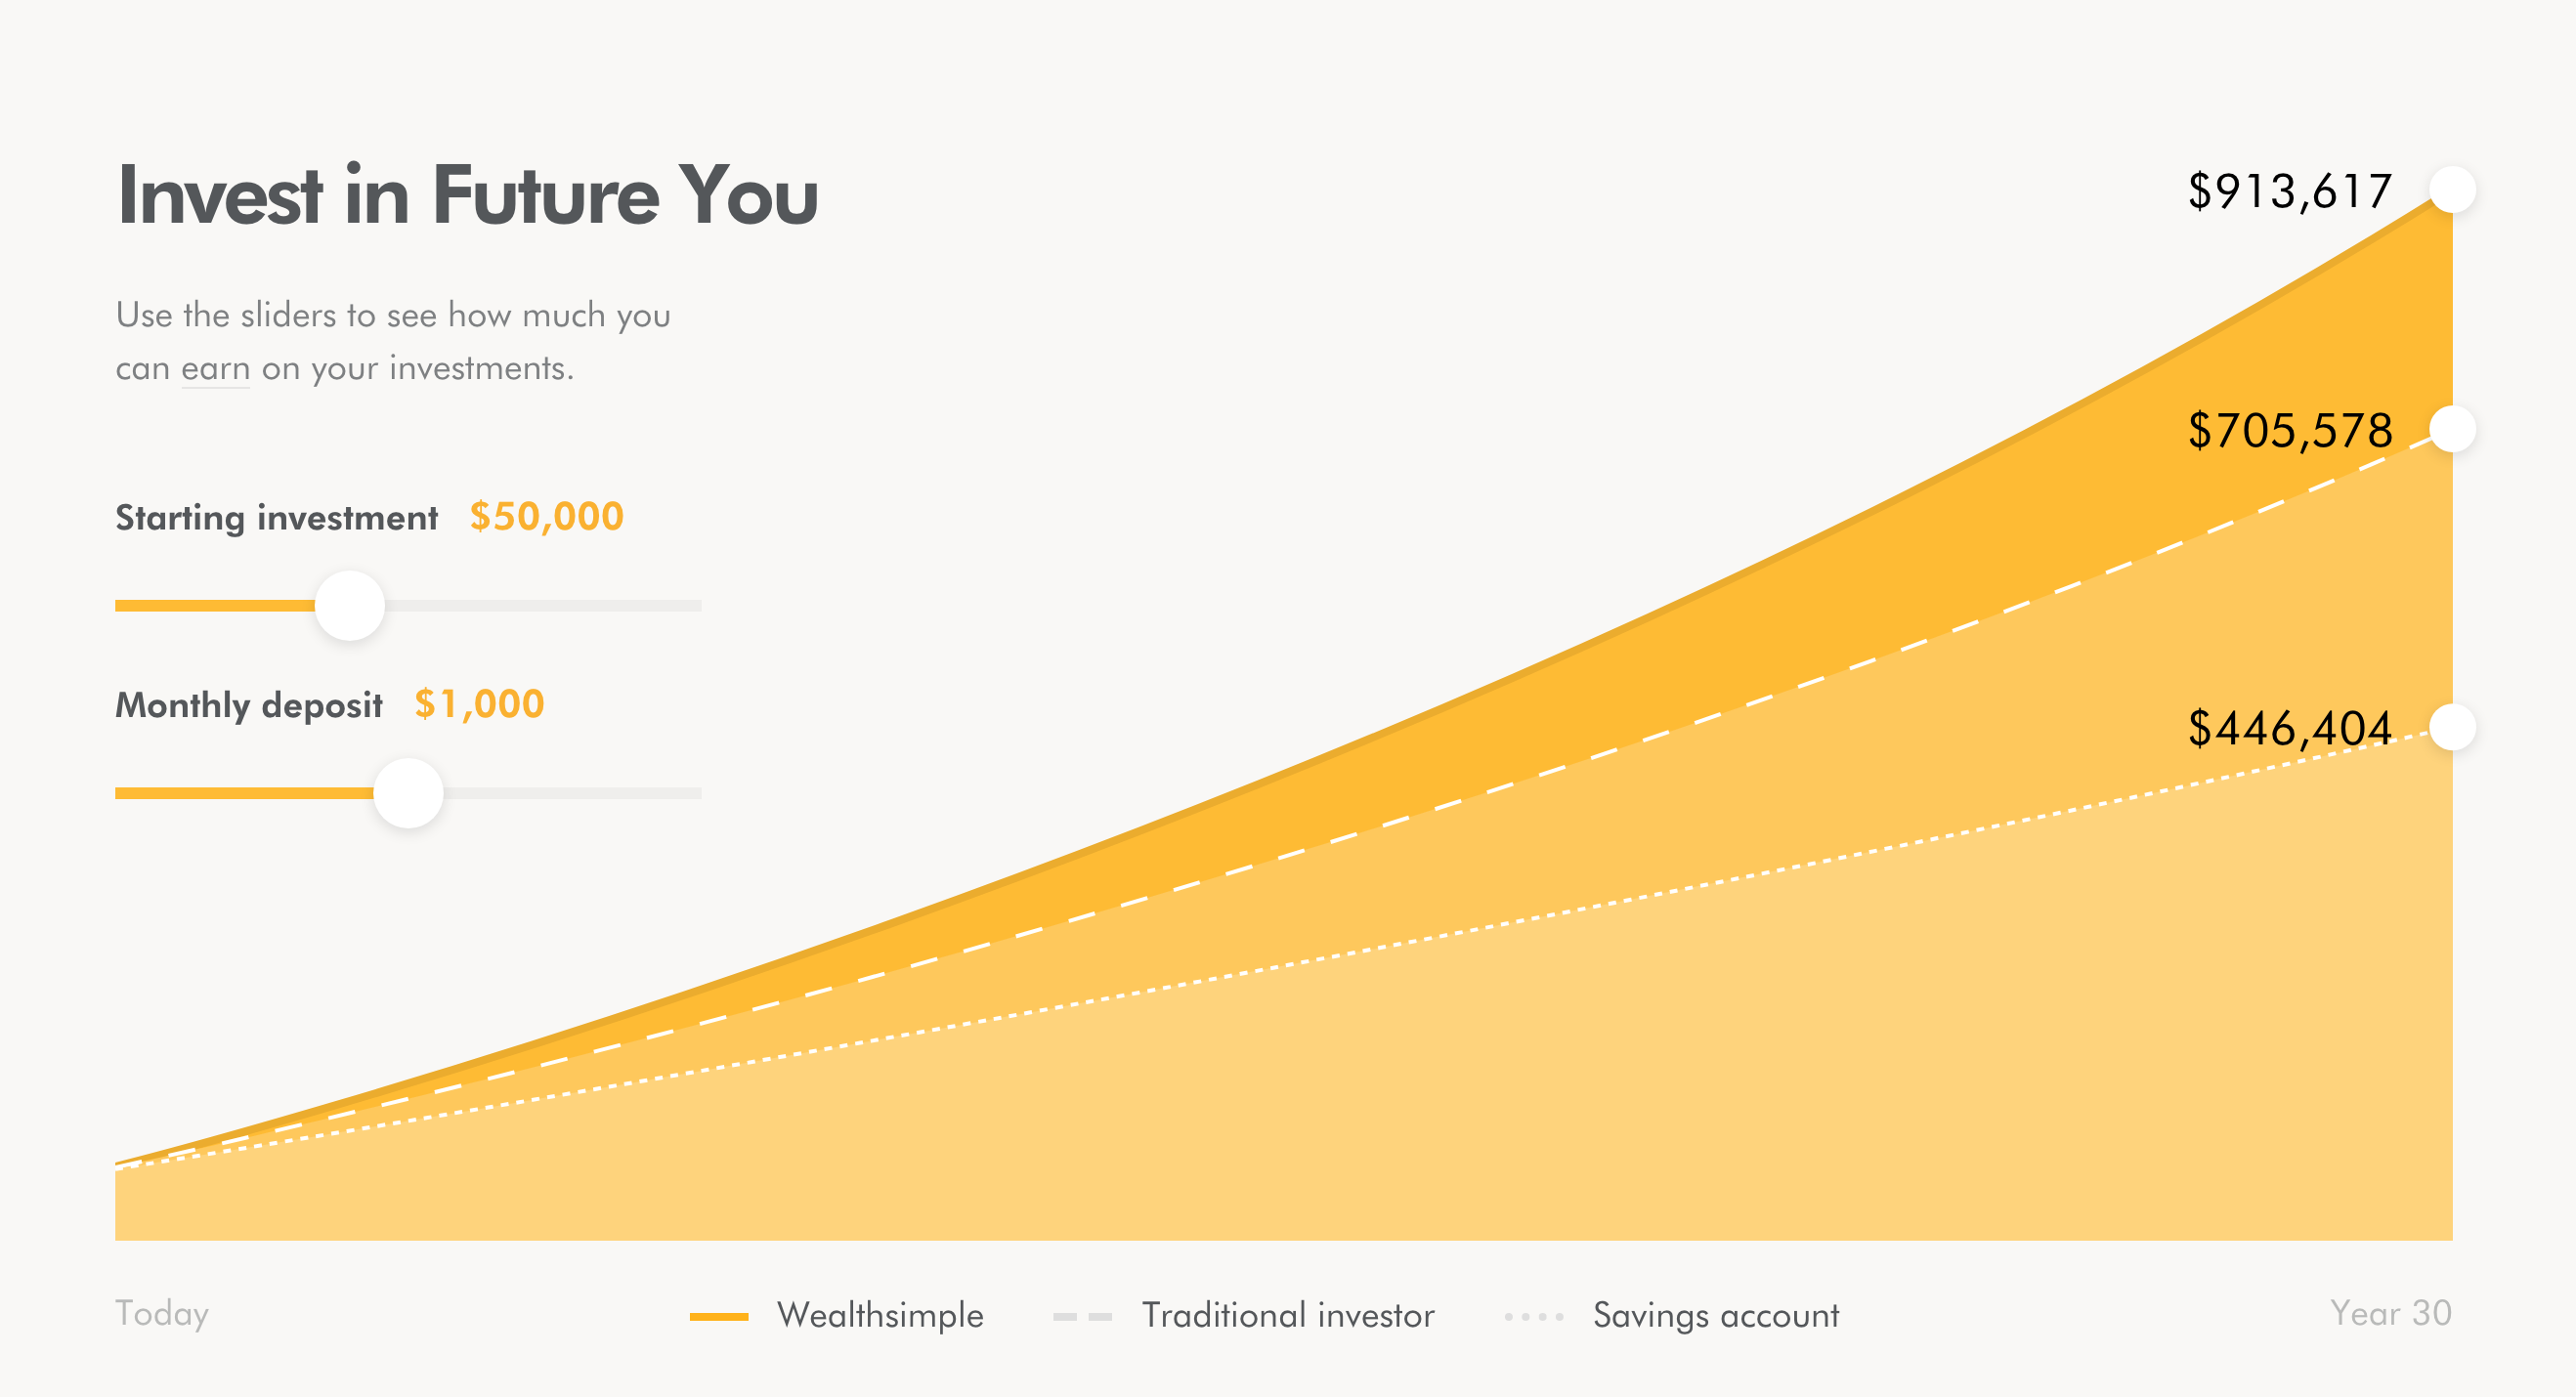 Invest in Future You
Use the sliders to see how much you
can earn on your investments.
Starting investment $50,000
Monthly deposit $1,000
$913,617
$705,578
$446,404
Today
Wealthsimple
Traditional investor
Savings account
Year 30